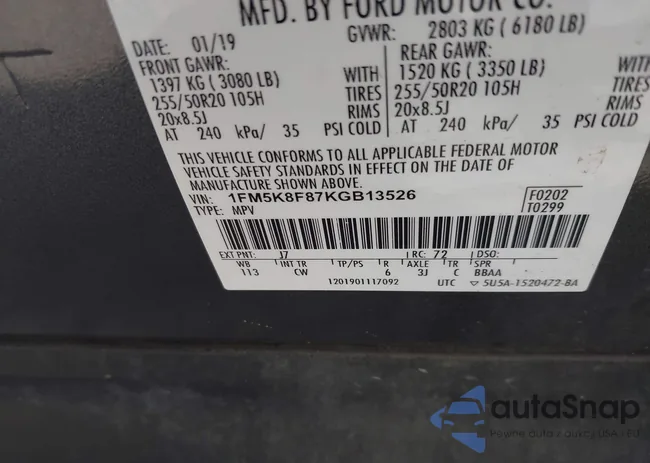 MFD. BY FORD MOTOR CO.
DATE: 01/19 GVWR: 2803 KG ( 6180 LB)
FRONT GAWR: REAR GAWR:
1397 KG ( 3080 LB) WITH 1520 KG ( 3350 LB) WITH
255/50R20 105H TIRES 255/50R20 105H TIRES
20x8.5J RIMS 20x8.5J RIMS
AT 240 kPa/ 35 PSI COLD AT 240 kPa/ 35 PSI COLD
THIS VEHICLE CONFORMS TO ALL APPLICABLE FEDERAL MOTOR
VEHICLE SAFETY STANDARDS IN EFFECT ON THE DATE OF
MANUFACTURE SHOWN ABOVE.
VIN: 1FM5K8F87KGB13526 F0202
TYPE: MPV T0299
EXT PNT: J7 RC: 72 DSO:
WB INT TR TP/PS R AXLE TR SPR
113 CW 6 3J C BBAA
1201901117092 UTC ▽ 5U5A-1520472-BA
autoSnap
Pewne auta z aukcji USA - EU